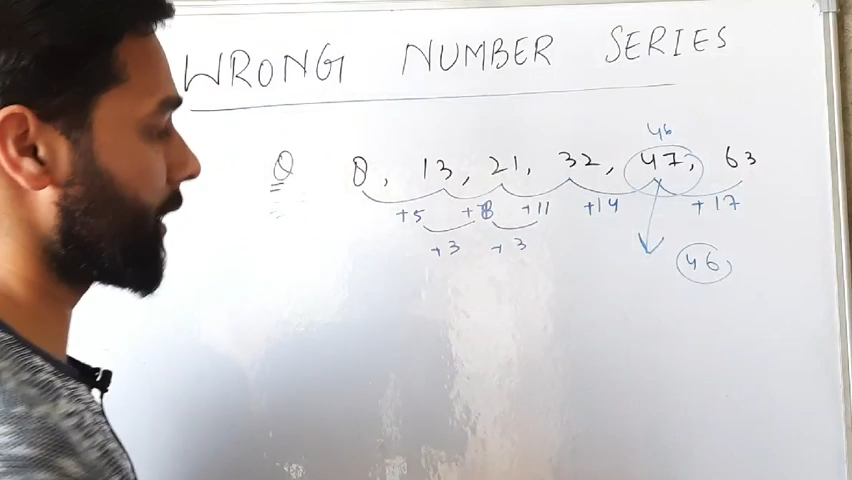 WRONG NUMBER SERIES
46
Q 8, 13, 21, 32, 47, 63
+5 +8 +11 +14 +17
+3 +3 46